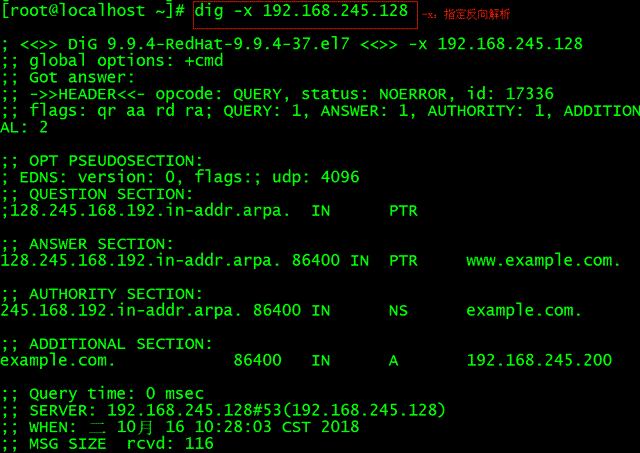 [root@localhost ~]# dig -x 192.168.245.128 -x：指定反向解析
; <<>> DiG 9.9.4-RedHat-9.9.4-37.el7 <<>> -x 192.168.245.128
;; global options: +cmd
;; Got answer:
;; ->>HEADER<<- opcode: QUERY, status: NOERROR, id: 17336
;; flags: qr aa rd ra; QUERY: 1, ANSWER: 1, AUTHORITY: 1, ADDITION
AL: 2
;; OPT PSEUDOSECTION:
; EDNS: version: 0, flags:; udp: 4096
;; QUESTION SECTION:
;128.245.168.192.in-addr.arpa. IN PTR
;; ANSWER SECTION:
128.245.168.192.in-addr.arpa. 86400 IN PTR www.example.com.
;; AUTHORITY SECTION:
245.168.192.in-addr.arpa. 86400 IN NS example.com.
;; ADDITIONAL SECTION:
example.com. 86400 IN A 192.168.245.200
;; Query time: 0 msec
;; SERVER: 192.168.245.128#53(192.168.245.128)
;; WHEN: 二 10月 16 10:28:03 CST 2018
;; MSG SIZE rcvd: 116